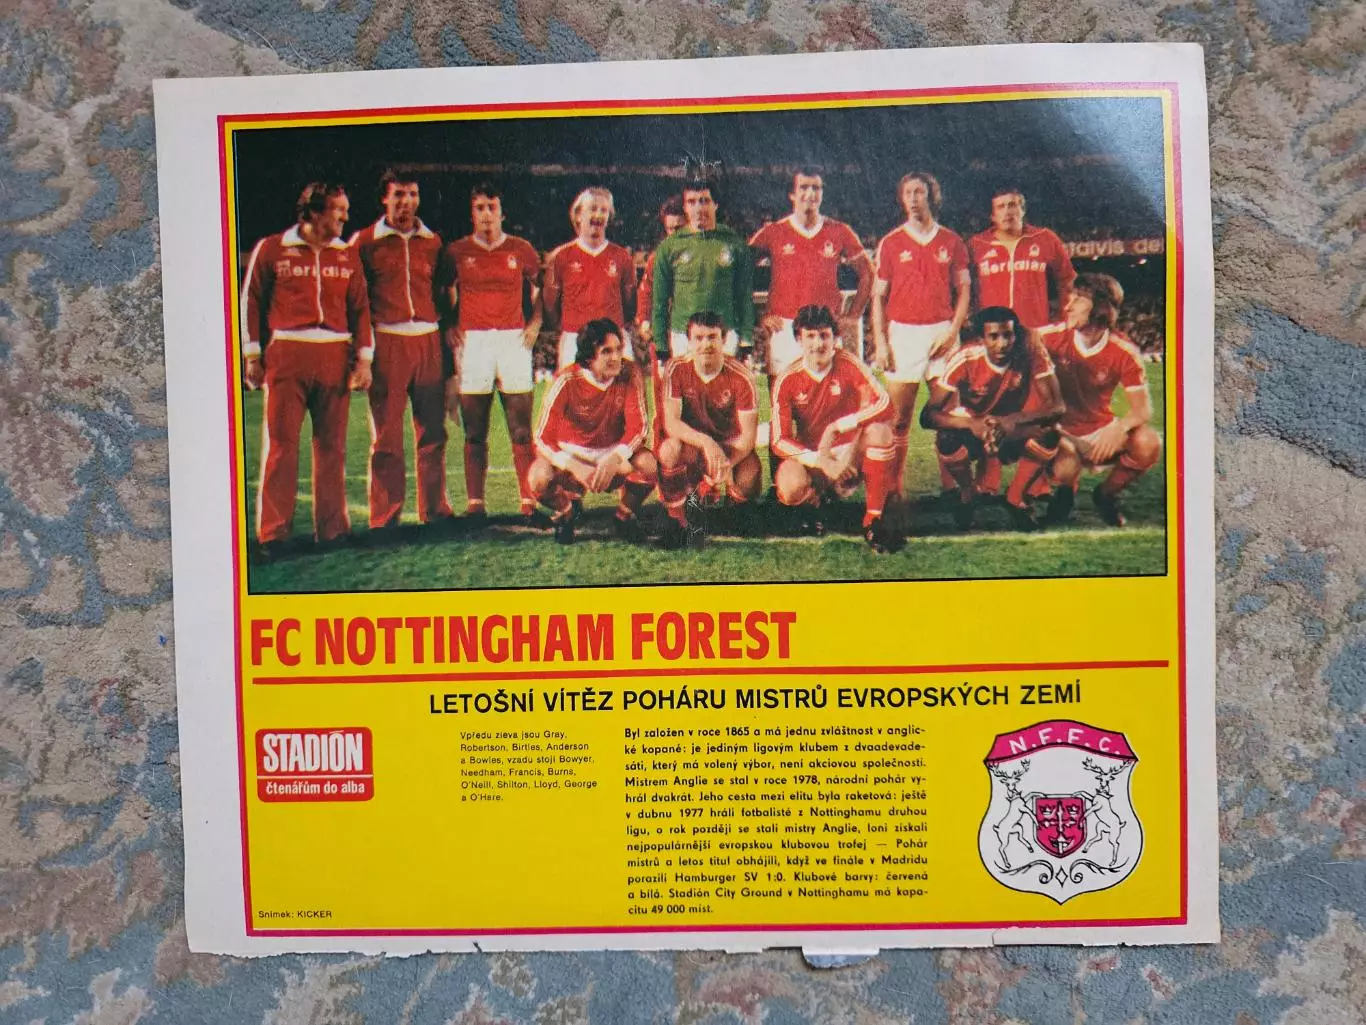 meridian
meridian
talvis de
FC NOTTINGHAM FOREST
LETOŠNÍ VÍTĚZ POHÁRU MISTRŮ EVROPSKÝCH ZEMÍ
STADIÓN
čtenářům do alba
Vpředu zleva jsou Gray,
Robertson, Birtles, Anderson
a Bowles, vzadu stojí Bowyer,
Needham, Francis, Burns,
O'Neill, Shilton, Lloyd, George
a O'Hare.
Snímek: KICKER
Byl založen v roce 1865 a má jednu zvláštnost v anglic-
ké kopané: je jediným ligovým klubem z dvaadevade-
sáti, který má volený výbor, není akciovou společností.
Mistrem Anglie se stal v roce 1978, národní pohár vy-
hrál dvakrát. Jeho cesta mezi elitu byla raketová: ještě
v dubnu 1977 hráli fotbalisté z Nottinghamu druhou
ligu, o rok později se stali mistry Anglie, loni získali
nejpopulárnější evropskou klubovou trofej — Pohár
mistrů a letos titul obhájili, když ve finále v Madridu
porazili Hamburger SV 1:0. Klubové barvy: červená
a bílá. Stadión City Ground v Nottinghamu má kapa-
citu 49 000 míst.
N.F.F.C.